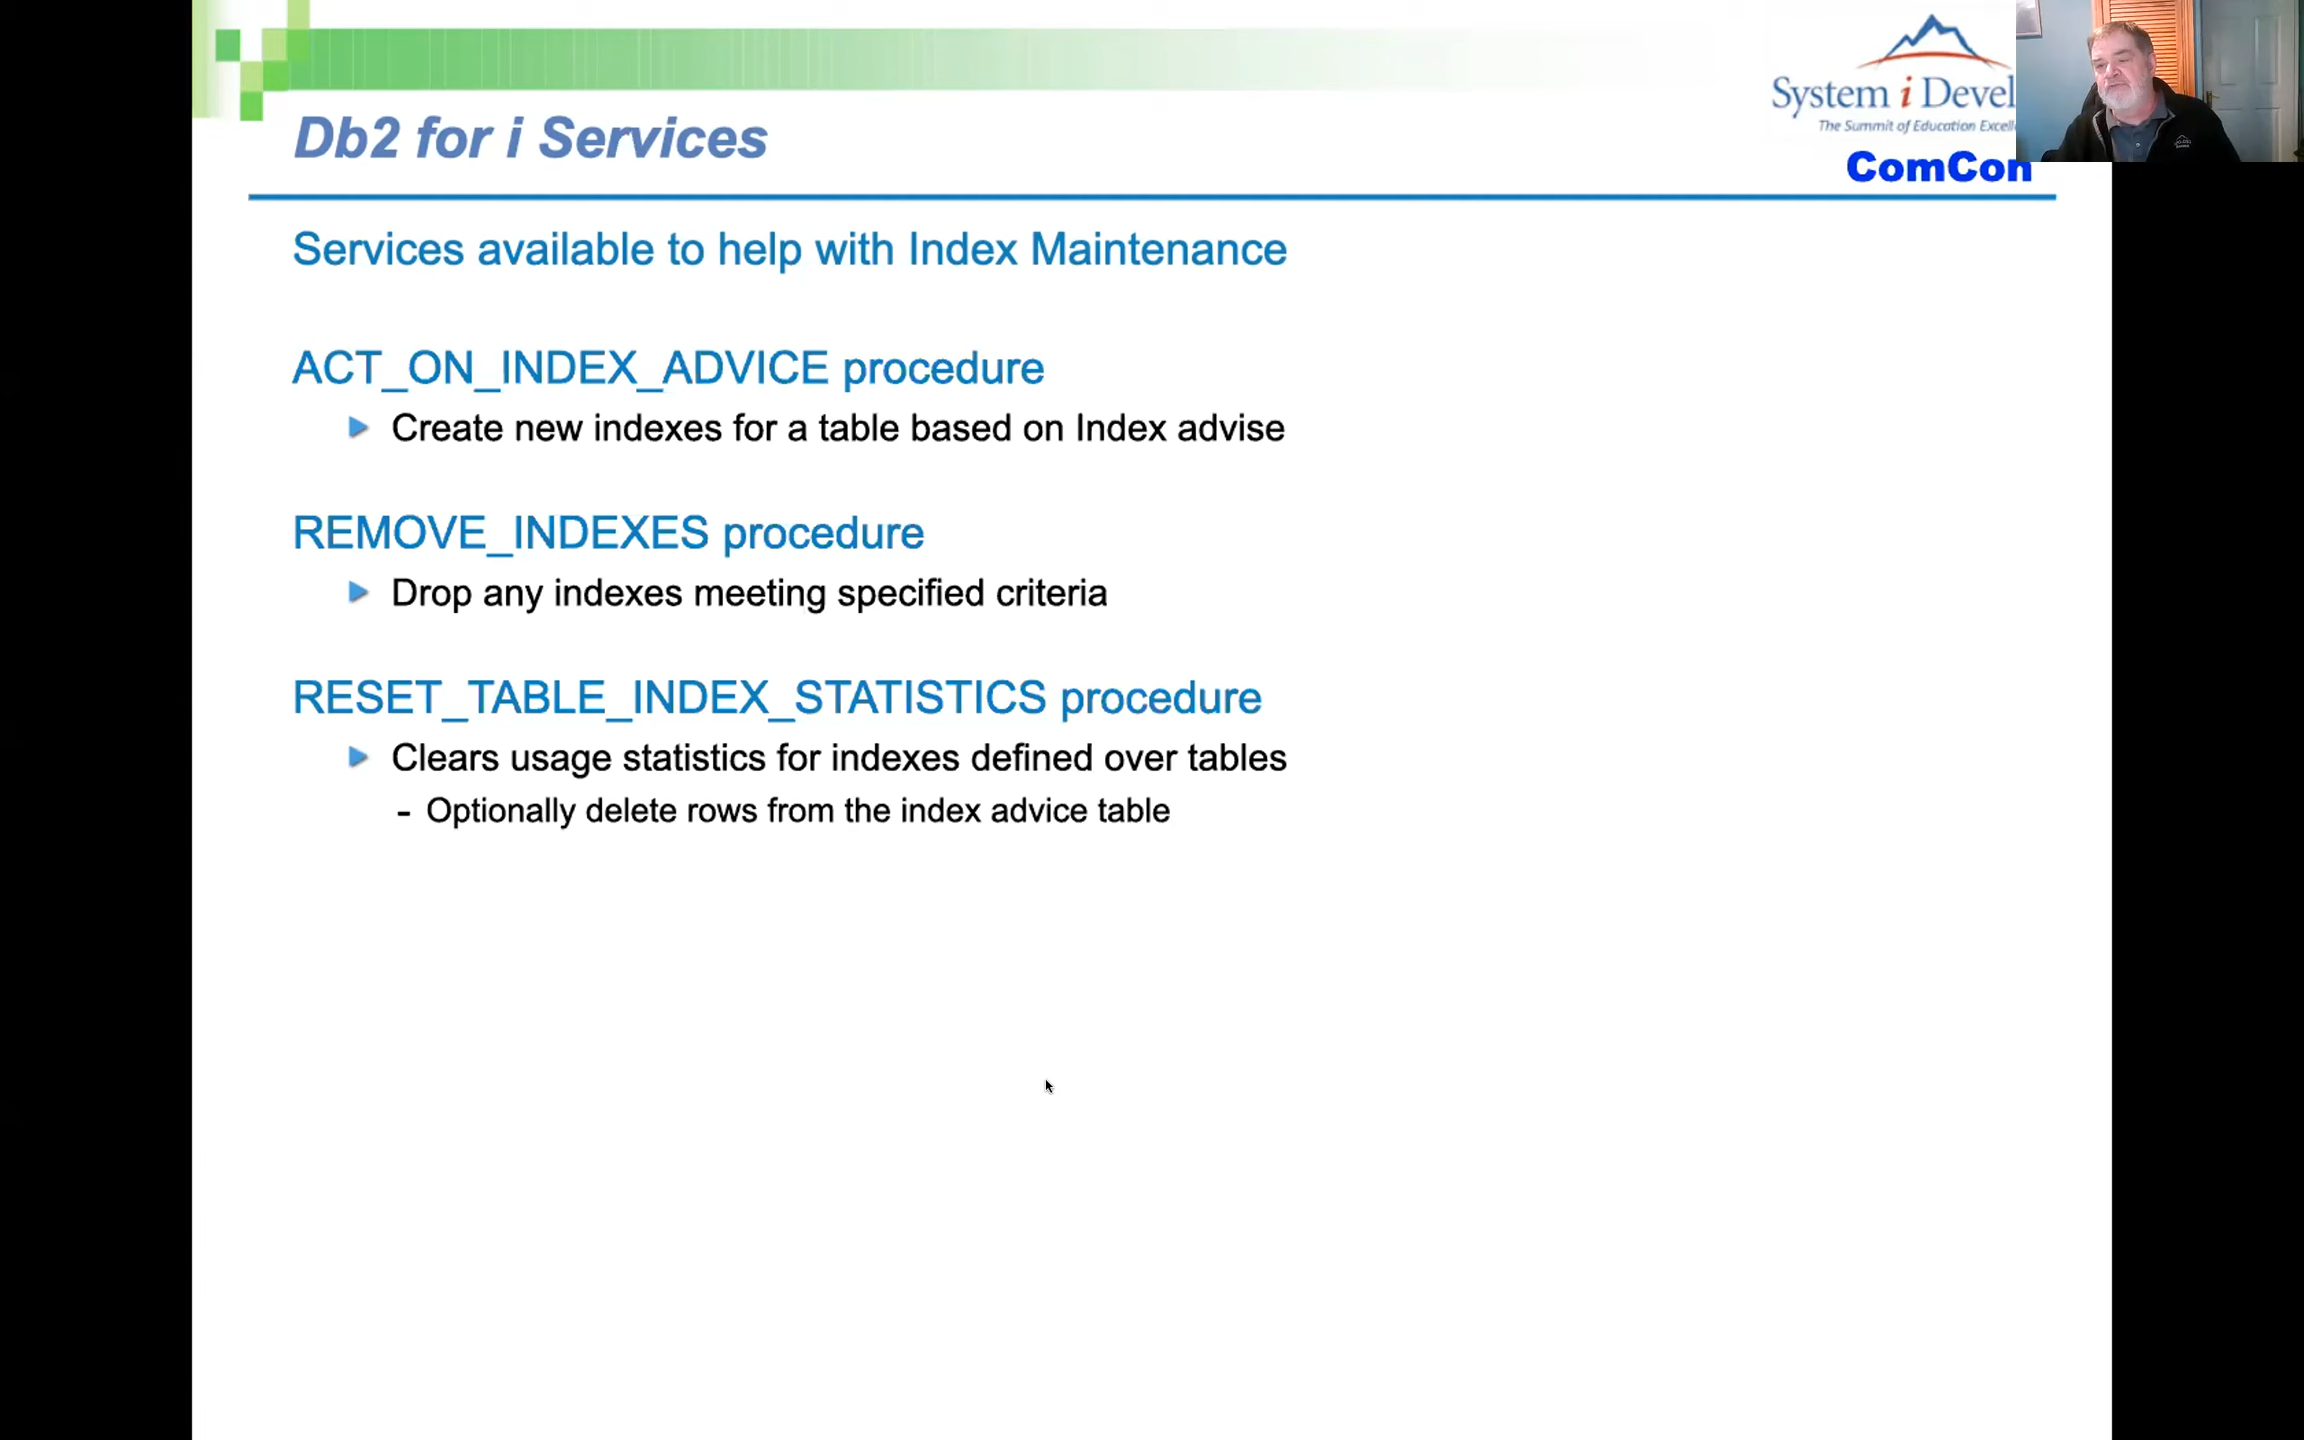 System i Devel
The Summit of Education Excell
ComCon
Db2 for i Services
Services available to help with Index Maintenance
ACT_ON_INDEX_ADVICE procedure
Create new indexes for a table based on Index advise
REMOVE_INDEXES procedure
Drop any indexes meeting specified criteria
RESET_TABLE_INDEX_STATISTICS procedure
Clears usage statistics for indexes defined over tables
- Optionally delete rows from the index advice table